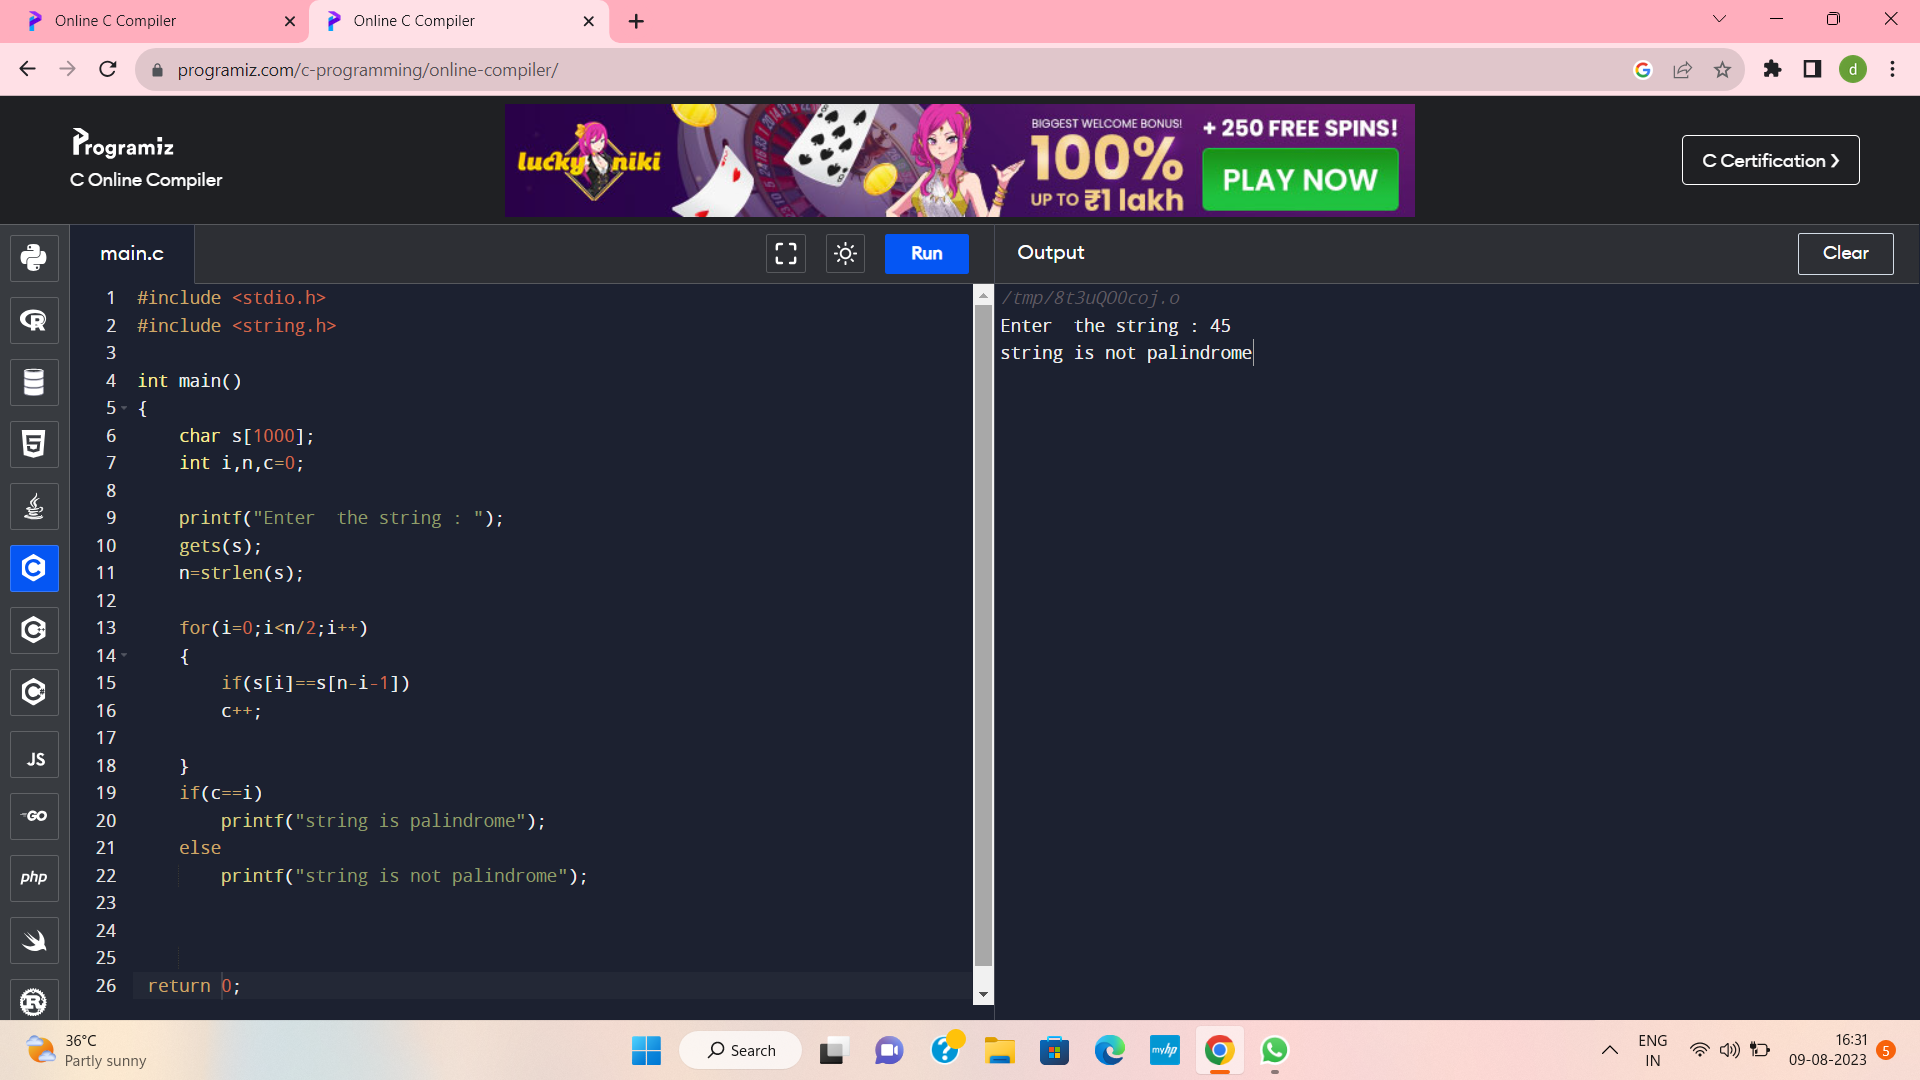 Online C Compiler
Online C Compiler
programiz.com/c-programming/online-compiler/
d
Programiz
C Online Compiler
lucky niki
BIGGEST WELCOME BONUS!
100%
UP TO ₹1 lakh
+ 250 FREE SPINS!
PLAY NOW
C Certification ❯
main.c
Run
Output
Clear
1 #include <stdio.h>
2 #include <string.h>
3
4 int main()
5 {
6 char s[1000];
7 int i,n,c=0;
8
9 printf("Enter  the string : ");
10 gets(s);
11 n=strlen(s);
12
13 for(i=0;i<n/2;i++)
14 {
15 if(s[i]==s[n-i-1])
16 c++;
17
18 }
19 if(c==i)
20 printf("string is palindrome");
21 else
22 printf("string is not palindrome");
23
24
25
26 return 0;
/tmp/8t3uQOOcoj.o
Enter  the string : 45
string is not palindrome
JS
GO
php
36°C
Partly sunny
Search
myhp
ENG
IN
16:31
09-08-2023
5